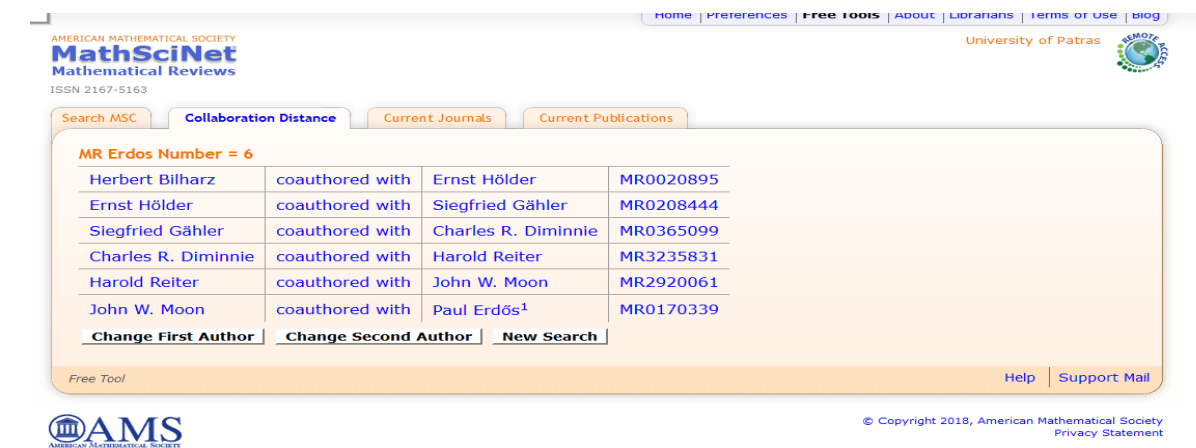 Home | Preferences | Free Tools | About | Librarians | Terms of Use | Blog
AMERICAN MATHEMATICAL SOCIETY
MathSciNet
Mathematical Reviews
ISSN 2167-5163
University of Patras
REMOTE ACCESS
Search MSC Collaboration Distance Current Journals Current Publications
MR Erdos Number = 6
Herbert Bilharz coauthored with Ernst Hölder MR0020895
Ernst Hölder coauthored with Siegfried Gähler MR0208444
Siegfried Gähler coauthored with Charles R. Diminnie MR0365099
Charles R. Diminnie coauthored with Harold Reiter MR3235831
Harold Reiter coauthored with John W. Moon MR2920061
John W. Moon coauthored with Paul Erdős¹ MR0170339
Change First Author Change Second Author New Search
Free Tool Help | Support Mail
AMS
AMERICAN MATHEMATICAL SOCIETY
© Copyright 2018, American Mathematical Society
Privacy Statement